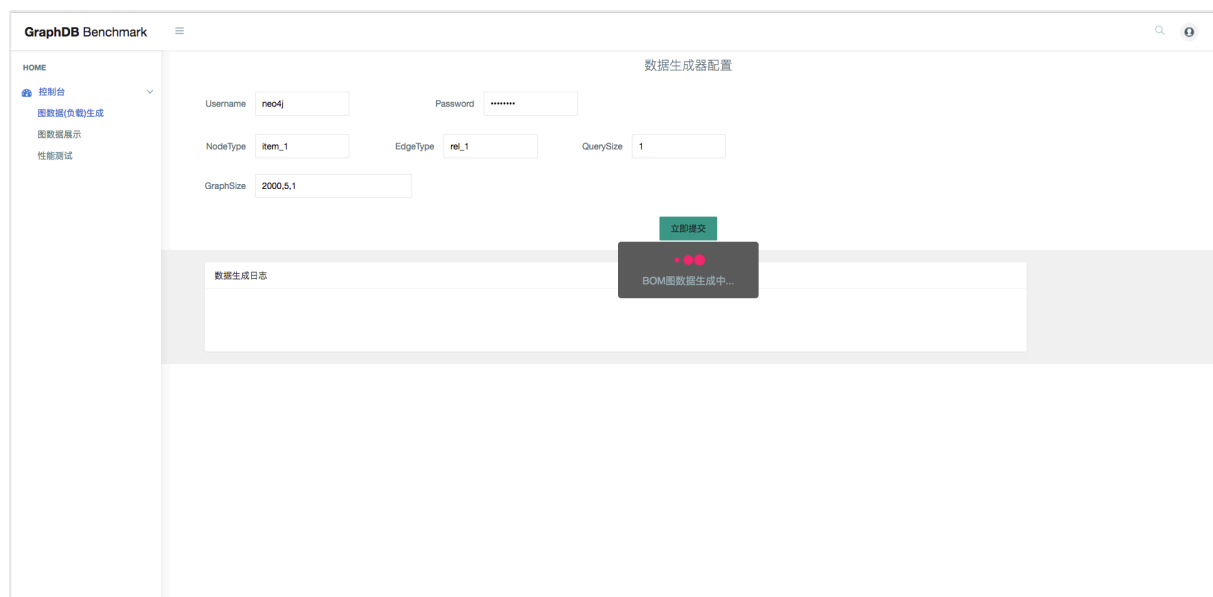 GraphDB Benchmark
HOME
控制台
图数据(负载)生成
图数据展示
性能测试
数据生成器配置
Username neo4j Password ••••••••
NodeType item_1 EdgeType rel_1 QuerySize 1
GraphSize 2000,5,1
立即提交
BOM图数据生成中...
数据生成日志